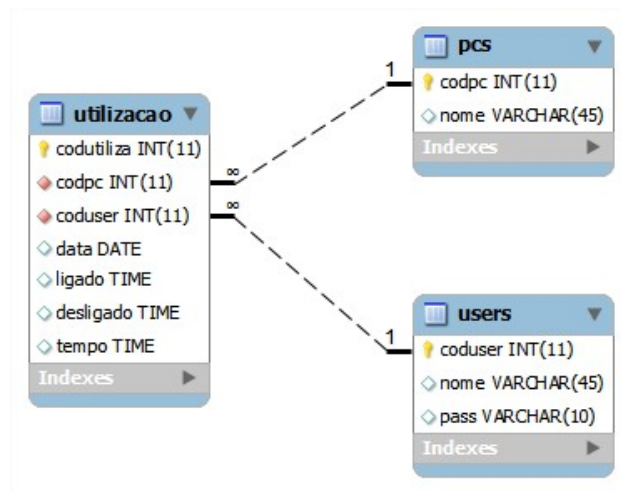 pcs
1
codpc INT(11)
nome VARCHAR(45)
Indexes
utilizacao
codutiliza INT(11)
codpc INT(11)
∞
coduser INT(11)
∞
data DATE
ligado TIME
desligado TIME
tempo TIME
Indexes
users
1
coduser INT(11)
nome VARCHAR(45)
pass VARCHAR(10)
Indexes